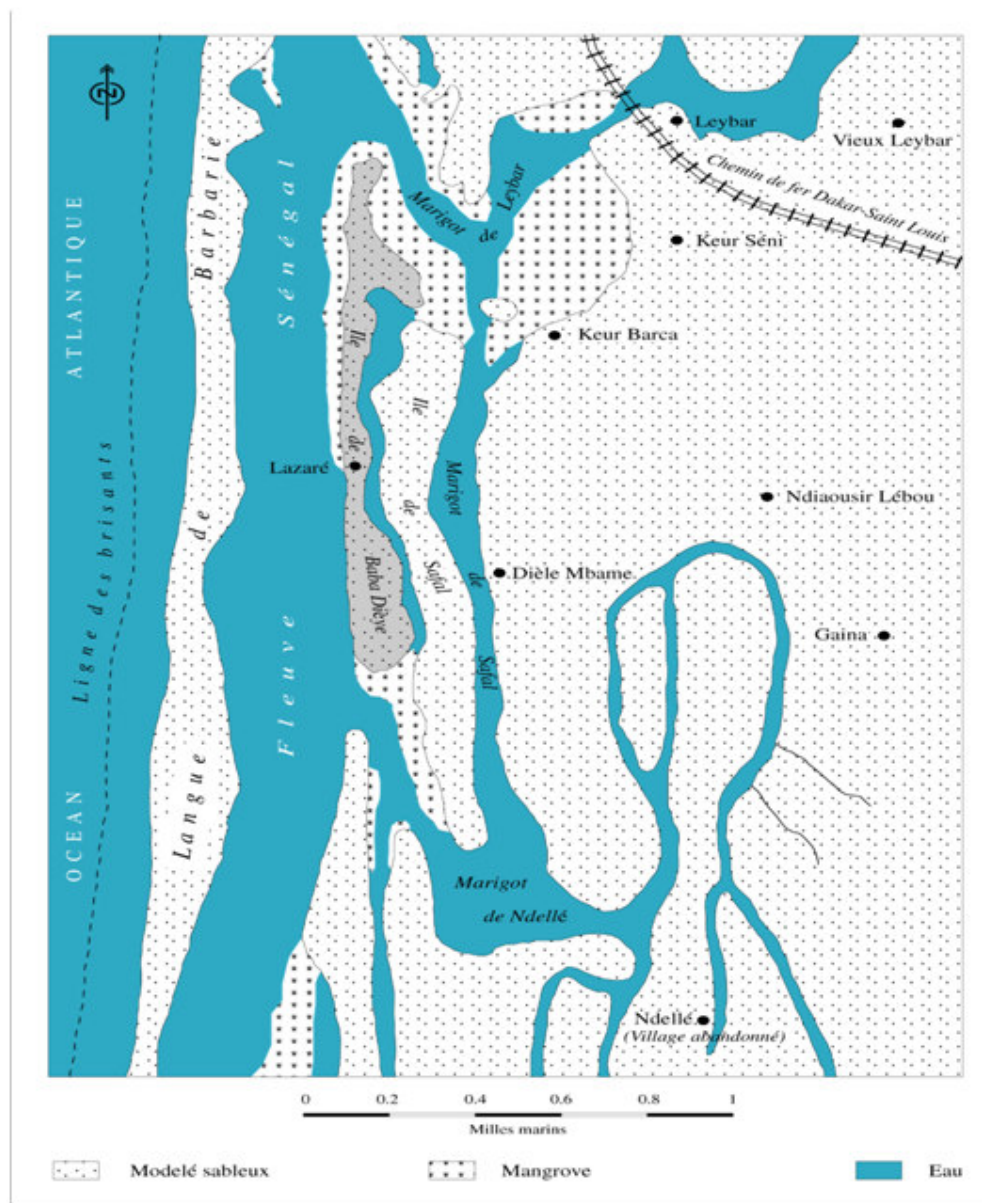 N
Leybar
Vieux Leybar
Chemin de fer Dakar-Saint Louis
Marigot de Leybar
Keur Séni
Keur Barca
OCEAN ATLANTIQUE
Ligne des brisants
Langue de Barbarie
Fleuve Sénégal
Ile de Baba Dièye
Ile de Safal
Marigot de Safal
Lazaré
Ndiaousir Lébou
Dièle Mbame
Gaina
Marigot
de Ndellé
Ndellé
(Village abandonné)
0 0.2 0.4 0.6 0.8 1
Milles marins
Modelé sableux Mangrove Eau